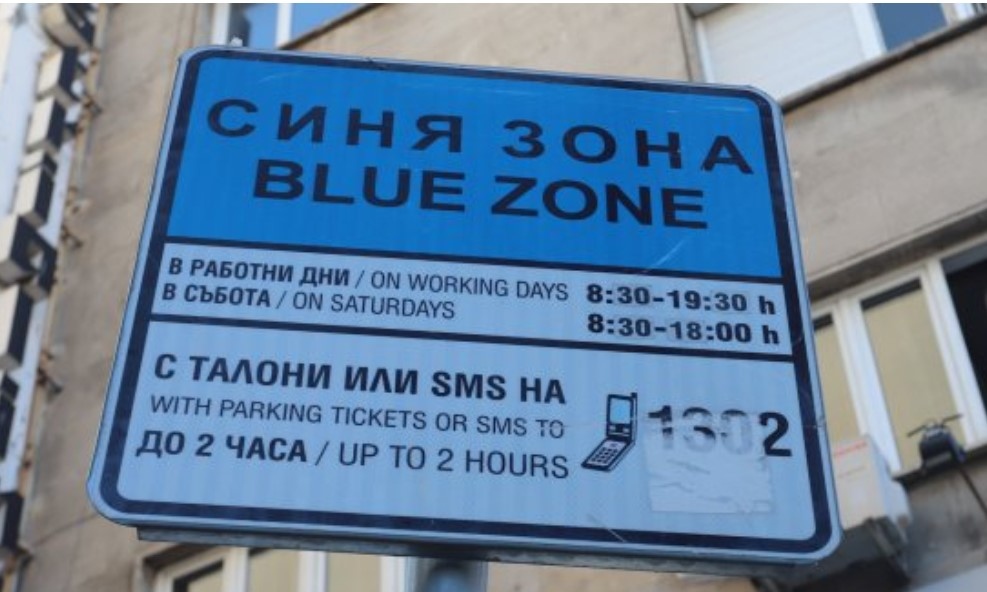 СИНЯ ЗОНА
BLUE ZONE
В РАБОТНИ ДНИ / ON WORKING DAYS 8:30-19:30 h
В СЪБОТА / ON SATURDAYS 8:30-18:00 h
С ТАЛОНИ ИЛИ SMS НА
WITH PARKING TICKETS OR SMS TO 1302
ДО 2 ЧАСА / UP TO 2 HOURS